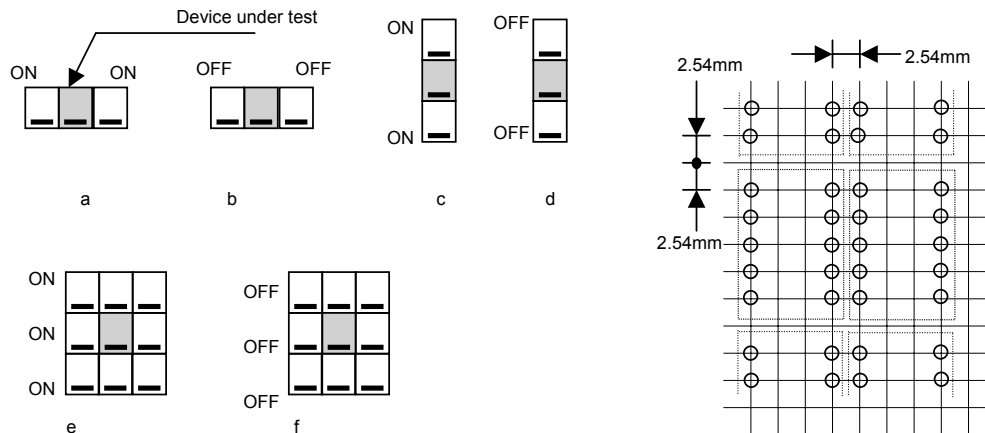 Device under test
ON ON
OFF OFF
ON
OFF
ON
OFF
a
b
c
d
2.54mm
2.54mm
2.54mm
ON
ON
ON
OFF
OFF
OFF
e
f